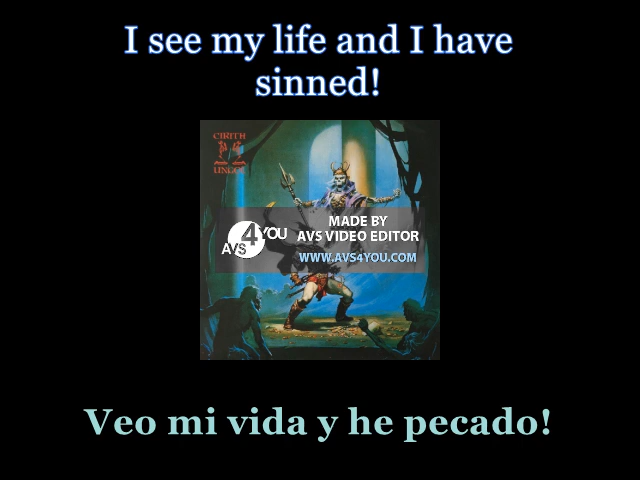 I see my life and I have
sinned!
CIRITH
UNGOL
MADE BY
AVS4YOU
AVS VIDEO EDITOR
WWW.AVS4YOU.COM
Veo mi vida y he pecado!